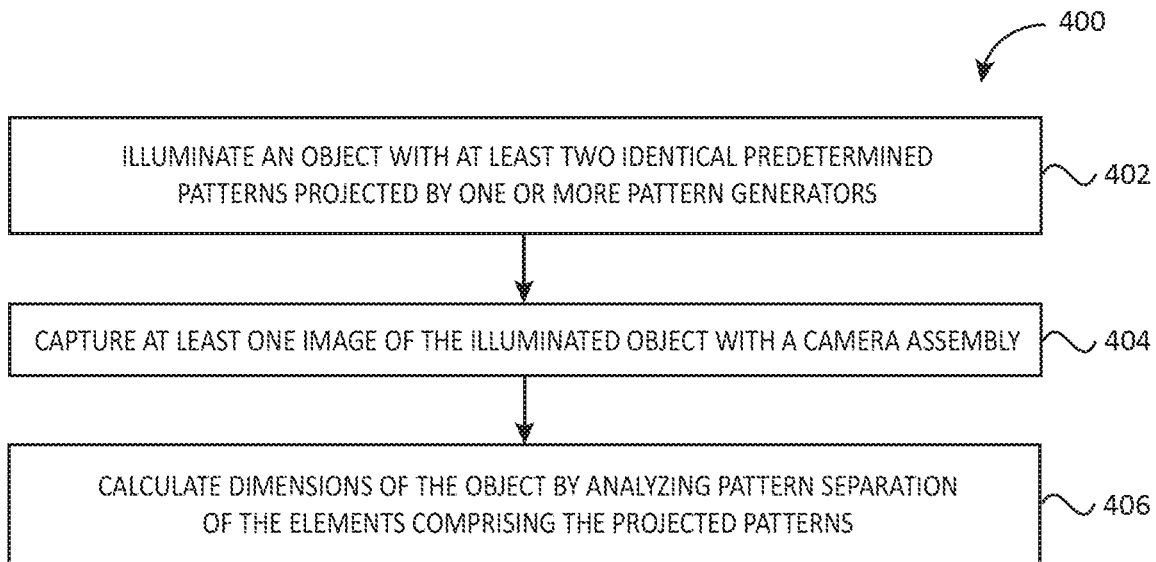 400
ILLUMINATE AN OBJECT WITH AT LEAST TWO IDENTICAL PREDETERMINED
PATTERNS PROJECTED BY ONE OR MORE PATTERN GENERATORS
402
CAPTURE AT LEAST ONE IMAGE OF THE ILLUMINATED OBJECT WITH A CAMERA ASSEMBLY
404
CALCULATE DIMENSIONS OF THE OBJECT BY ANALYZING PATTERN SEPARATION
OF THE ELEMENTS COMPRISING THE PROJECTED PATTERNS
406